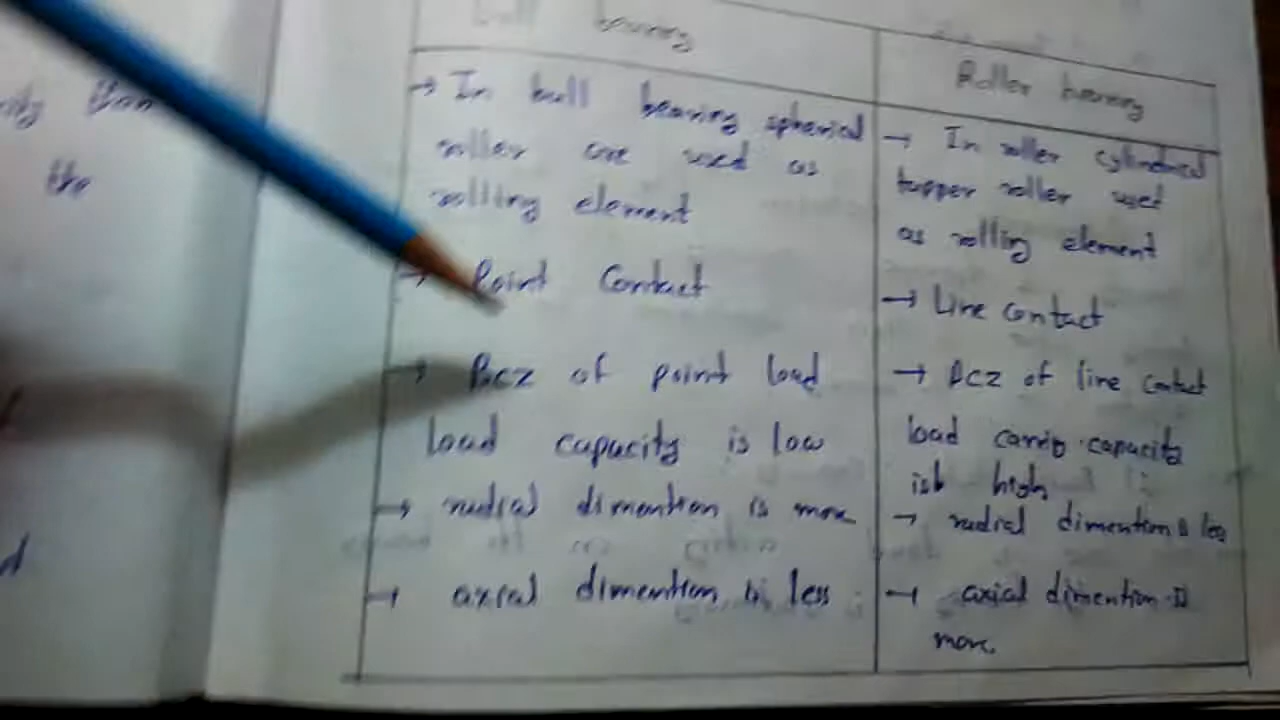 the
Ball bearing
→ In ball bearing spherical
roller are used as
rolling element
→ Point Contact
→ Bcz of point load
load capacity is low
→ radial dimention is more
→ axial dimention is less
Roller bearing
→ In roller cylindrical
tapper roller used
as rolling element
→ Line contact
→ Bcz of line contact
load carrig capacity
is high
→ radial dimention is less
→ axial dimention is
more.